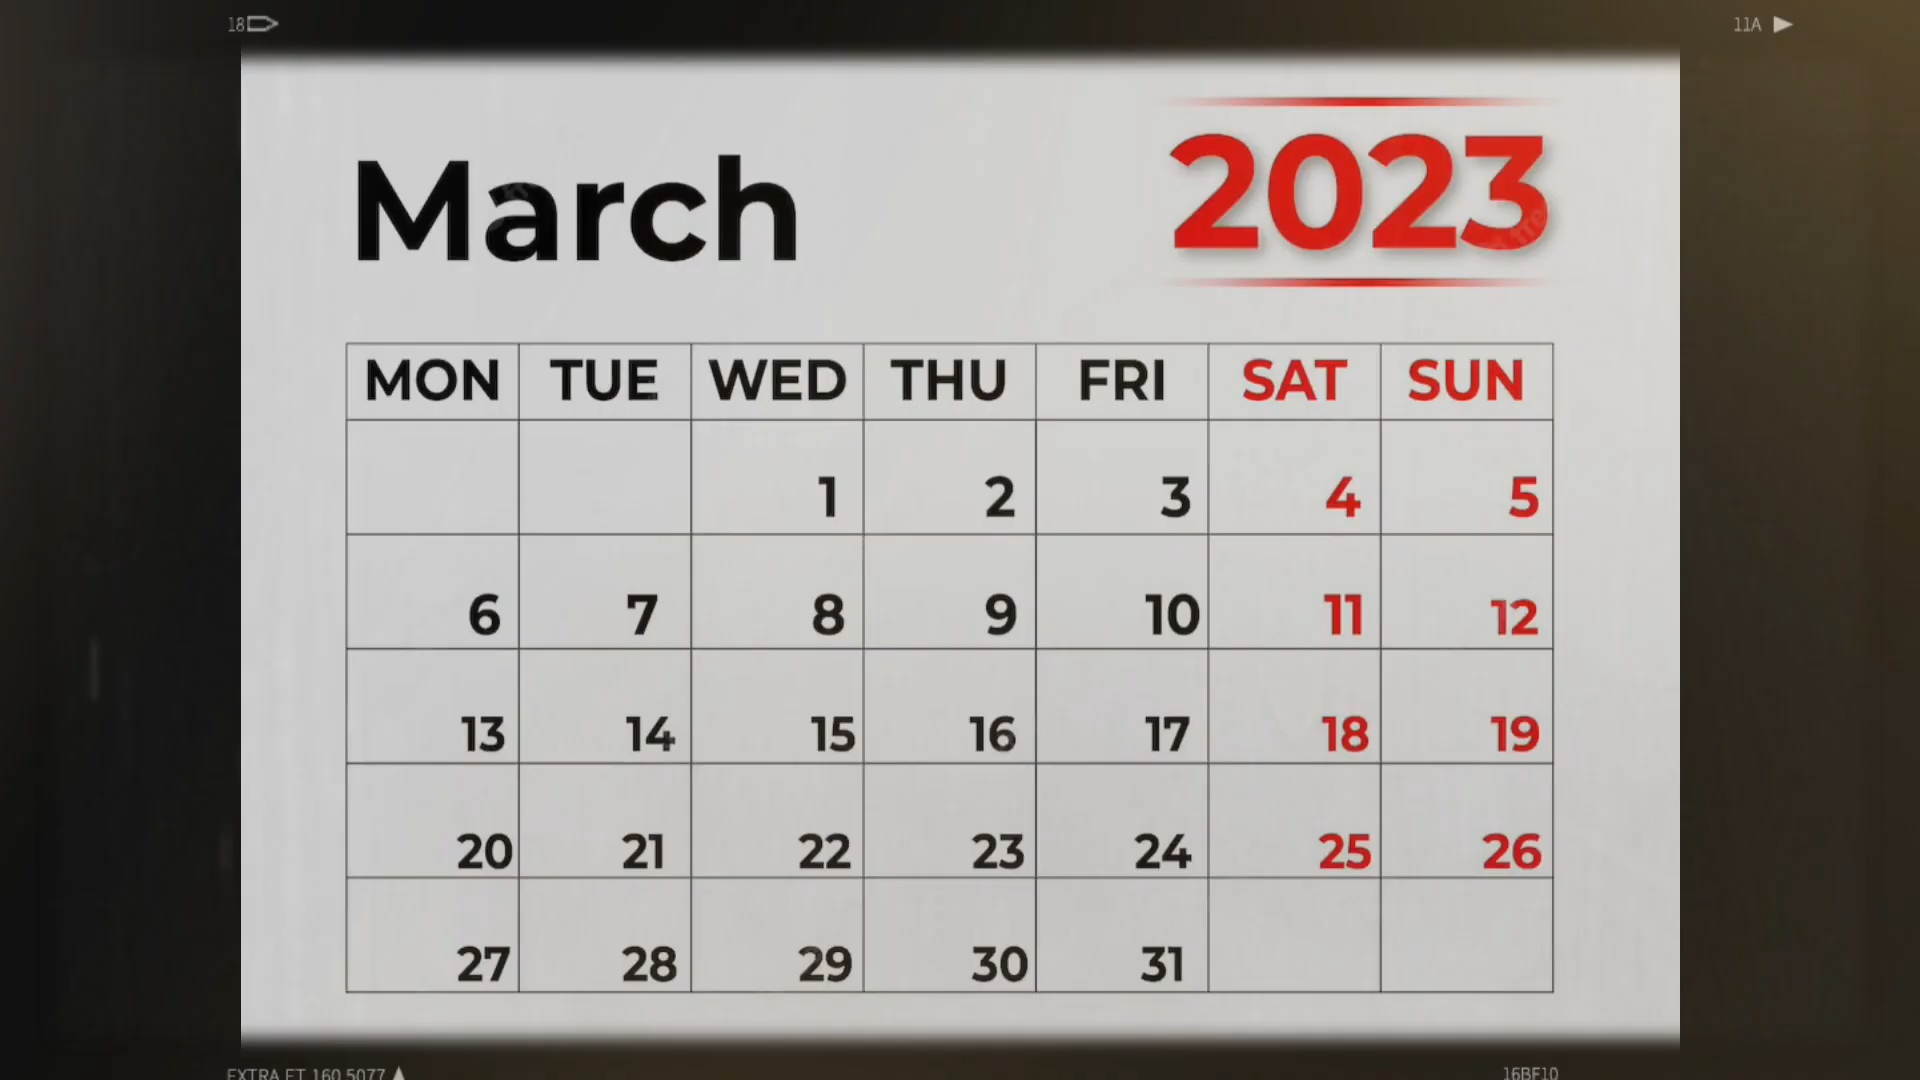 18
11A
March
2023
MON TUE WED THU FRI SAT SUN
1 2 3 4 5
6 7 8 9 10 11 12
13 14 15 16 17 18 19
20 21 22 23 24 25 26
27 28 29 30 31
EXTRA ET 160 5077
16BF10